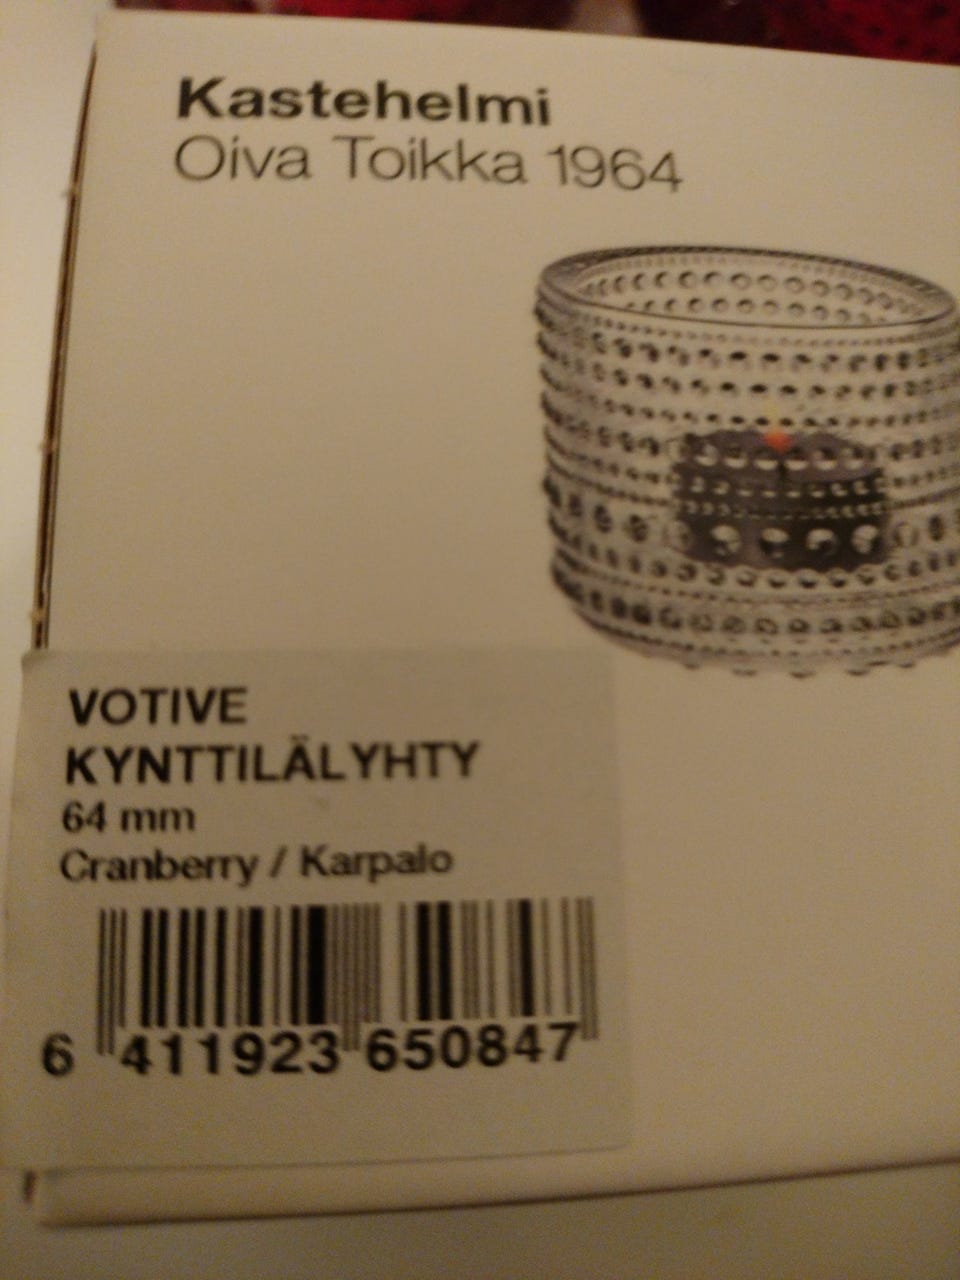 Kastehelmi
Oiva Toikka 1964
VOTIVE
KYNTTILÄLYHTY
64 mm
Cranberry / Karpalo
6 411923 650847